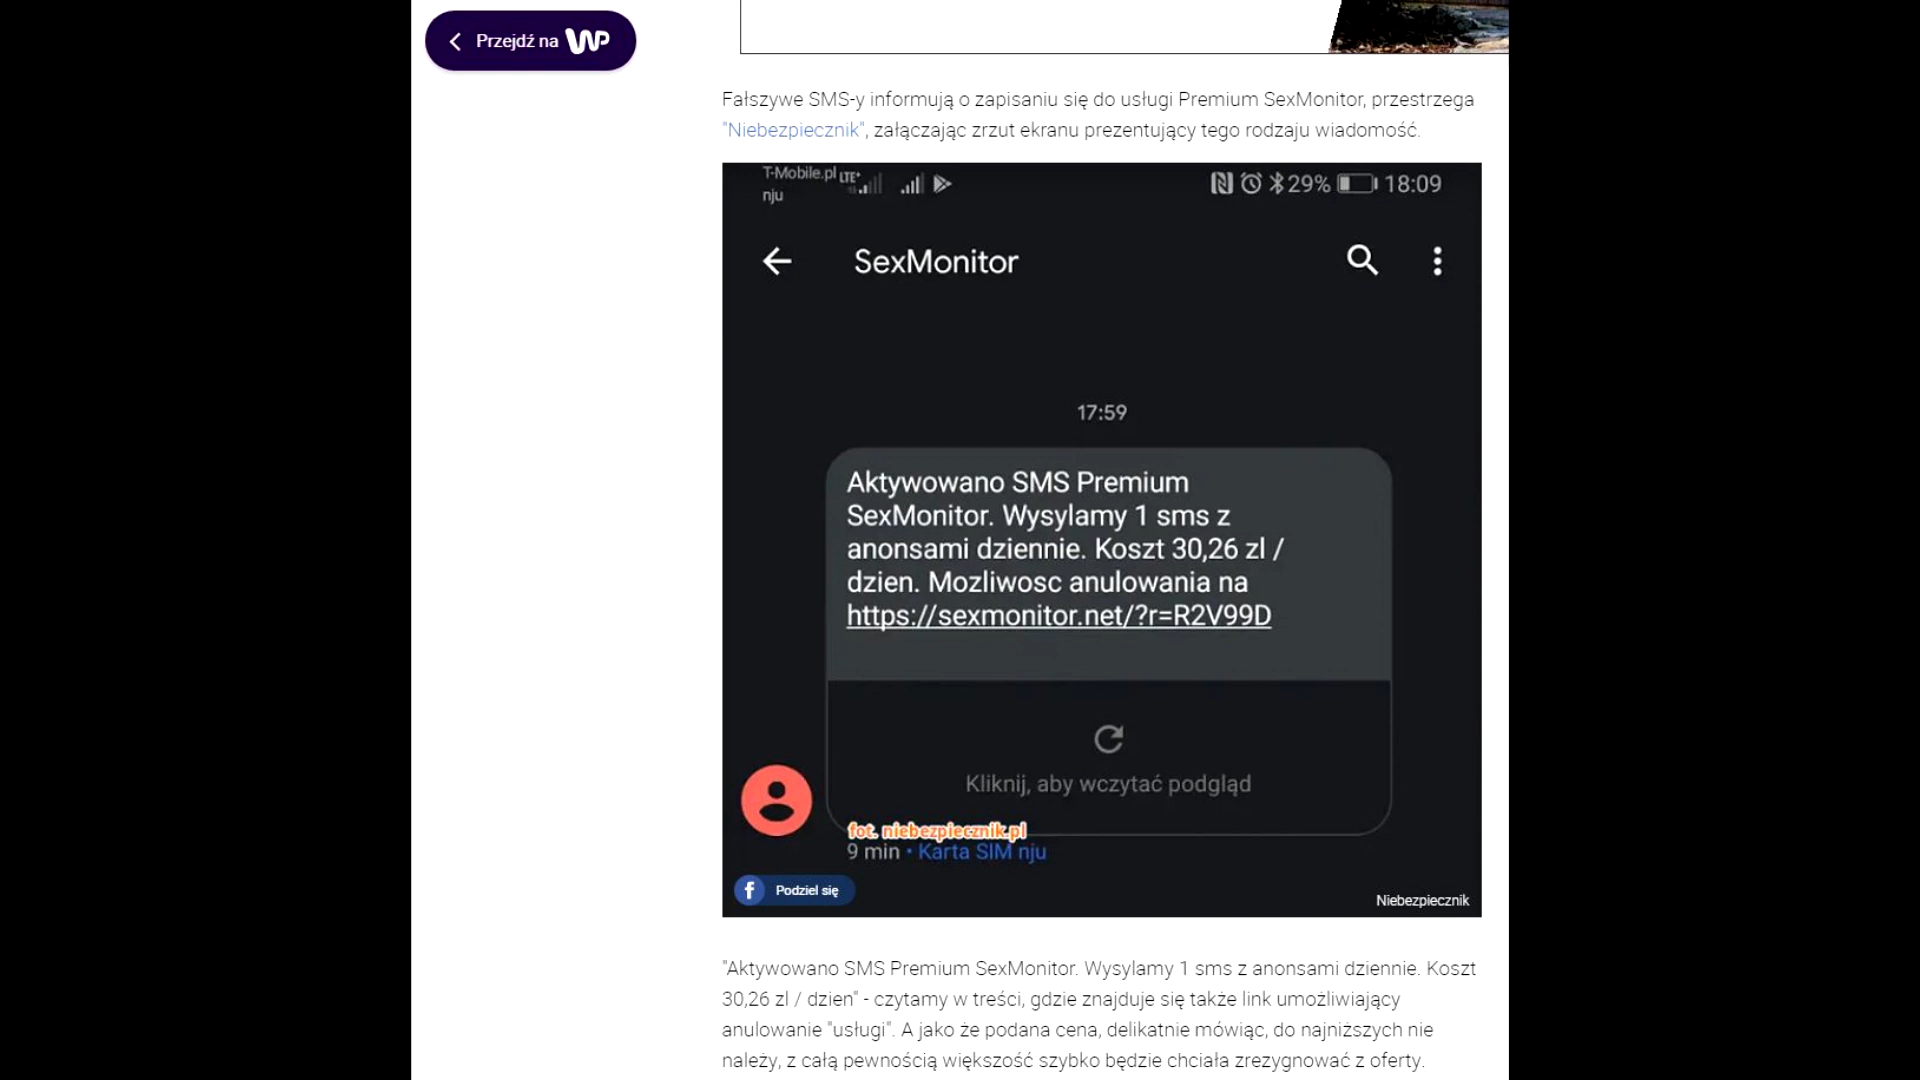 Przejdź na WP
Fałszywe SMS-y informują o zapisaniu się do usługi Premium SexMonitor, przestrzega
"Niebezpiecznik", załączając zrzut ekranu prezentujący tego rodzaju wiadomość.
T-Mobile.pl LTE+ 29% 18:09
nju
SexMonitor
17:59
Aktywowano SMS Premium
SexMonitor. Wysylamy 1 sms z
anonsami dziennie. Koszt 30,26 zl /
dzien. Mozliwosc anulowania na
https://sexmonitor.net/?r=R2V99D
Kliknij, aby wczytać podgląd
fot. niebezpiecznik.pl
9 min • Karta SIM nju
f Podziel się
Niebezpiecznik
"Aktywowano SMS Premium SexMonitor. Wysylamy 1 sms z anonsami dziennie. Koszt
30,26 zl / dzien" - czytamy w treści, gdzie znajduje się także link umożliwiający
anulowanie "usługi". A jako że podana cena, delikatnie mówiąc, do najniższych nie
należy, z całą pewnością większość szybko będzie chciała zrezygnować z oferty.